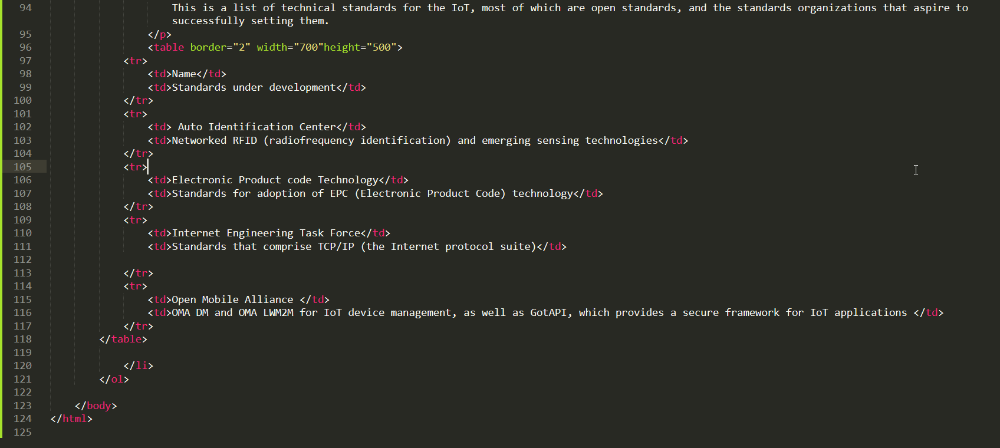 94 This is a list of technical standards for the IoT, most of which are open standards, and the standards organizations that aspire to
successfully setting them.
95 </p>
96 <table border="2" width="700"height="500">
97 <tr>
98 <td>Name</td>
99 <td>Standards under development</td>
100 </tr>
101 <tr>
102 <td> Auto Identification Center</td>
103 <td>Networked RFID (radiofrequency identification) and emerging sensing technologies</td>
104 </tr>
105 <tr>
106 <td>Electronic Product code Technology</td>
107 <td>Standards for adoption of EPC (Electronic Product Code) technology</td>
108 </tr>
109 <tr>
110 <td>Internet Engineering Task Force</td>
111 <td>Standards that comprise TCP/IP (the Internet protocol suite)</td>
112
113 </tr>
114 <tr>
115 <td>Open Mobile Alliance </td>
116 <td>OMA DM and OMA LWM2M for IoT device management, as well as GotAPI, which provides a secure framework for IoT applications </td>
117 </tr>
118 </table>
119
120 </li>
121 </ol>
122
123 </body>
124 </html>
125